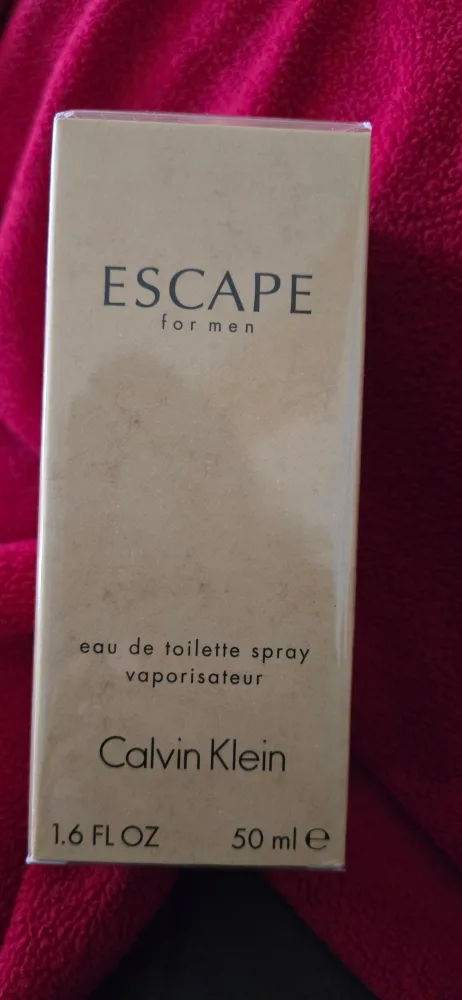 ESCAPE
for men
eau de toilette spray
vaporisateur
Calvin Klein
1.6 FL OZ 50 ml ℮